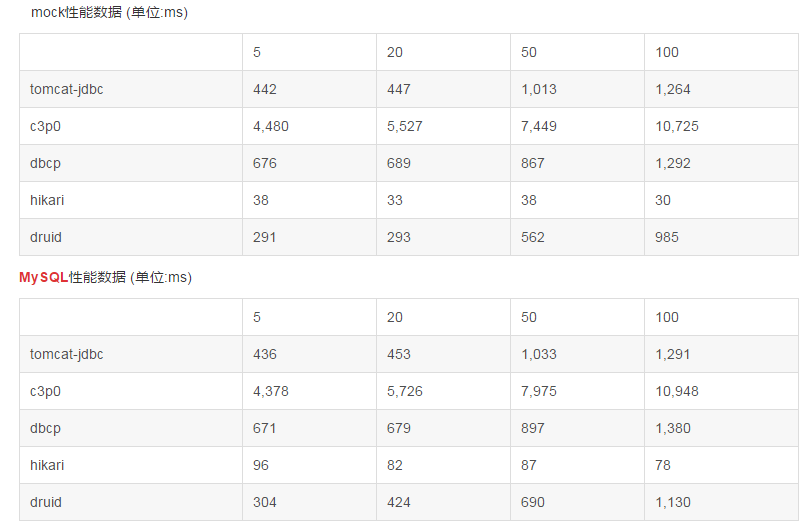 mock性能数据 (单位:ms)
5 20 50 100
tomcat-jdbc 442 447 1,013 1,264
c3p0 4,480 5,527 7,449 10,725
dbcp 676 689 867 1,292
hikari 38 33 38 30
druid 291 293 562 985
MySQL性能数据 (单位:ms)
5 20 50 100
tomcat-jdbc 436 453 1,033 1,291
c3p0 4,378 5,726 7,975 10,948
dbcp 671 679 897 1,380
hikari 96 82 87 78
druid 304 424 690 1,130